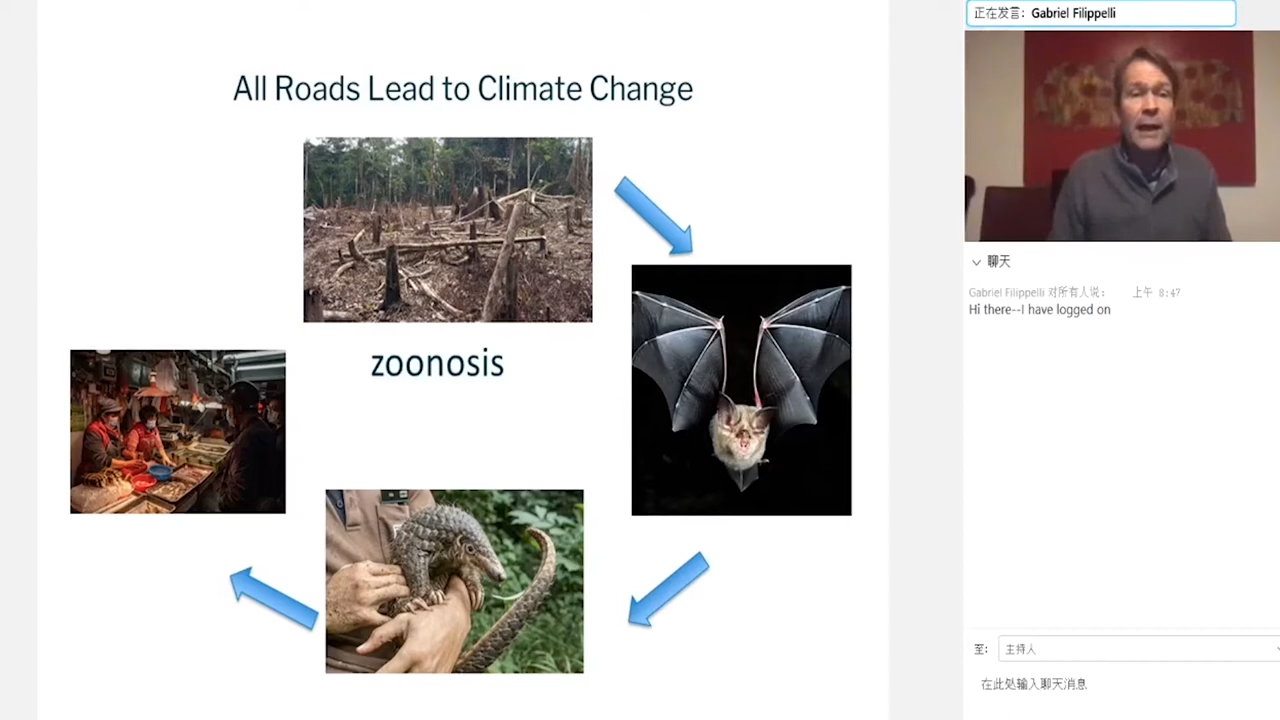 All Roads Lead to Climate Change
zoonosis
正在发言: Gabriel Filippelli
聊天
Gabriel Filippelli 对所有人说: 上午 8:47
Hi there--I have logged on
至: 主持人
在此处输入聊天消息